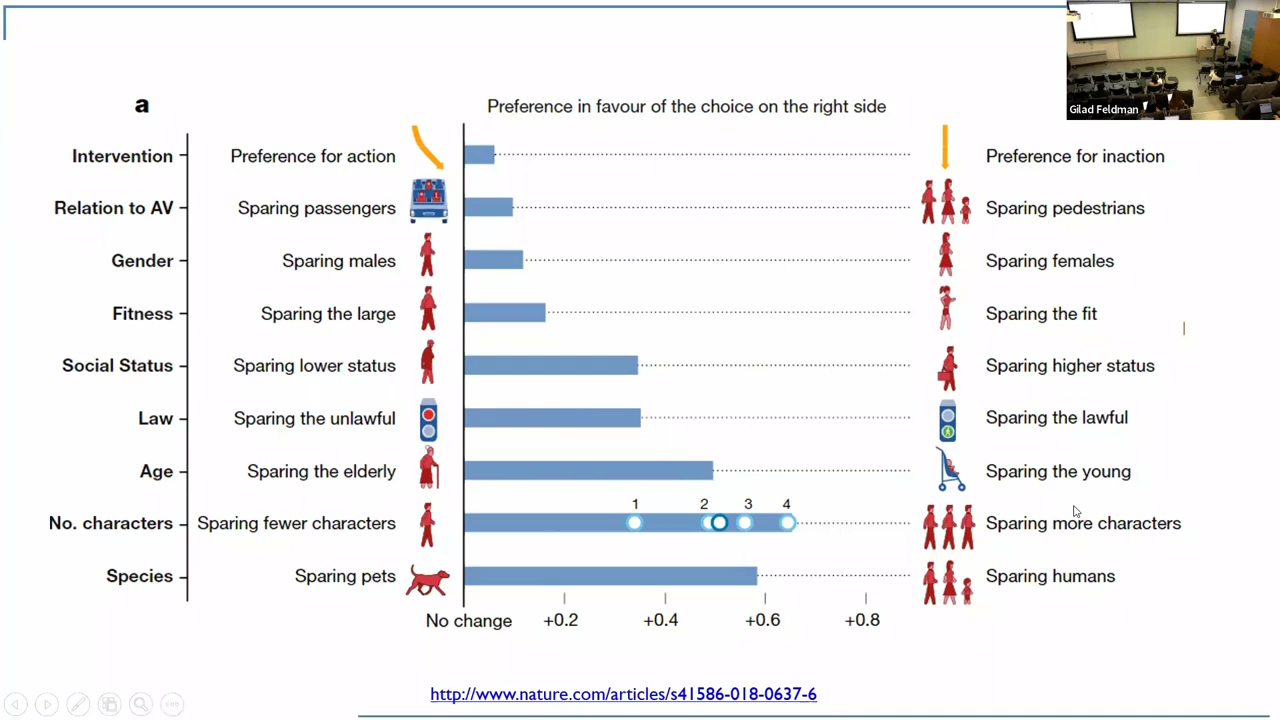 Gilad Feldman
a
Preference in favour of the choice on the right side
Intervention Preference for action Preference for inaction
Relation to AV Sparing passengers Sparing pedestrians
Gender Sparing males Sparing females
Fitness Sparing the large Sparing the fit
Social Status Sparing lower status Sparing higher status
Law Sparing the unlawful Sparing the lawful
Age Sparing the elderly Sparing the young
1 2 3 4
No. characters Sparing fewer characters Sparing more characters
Species Sparing pets Sparing humans
No change +0.2 +0.4 +0.6 +0.8
http://www.nature.com/articles/s41586-018-0637-6